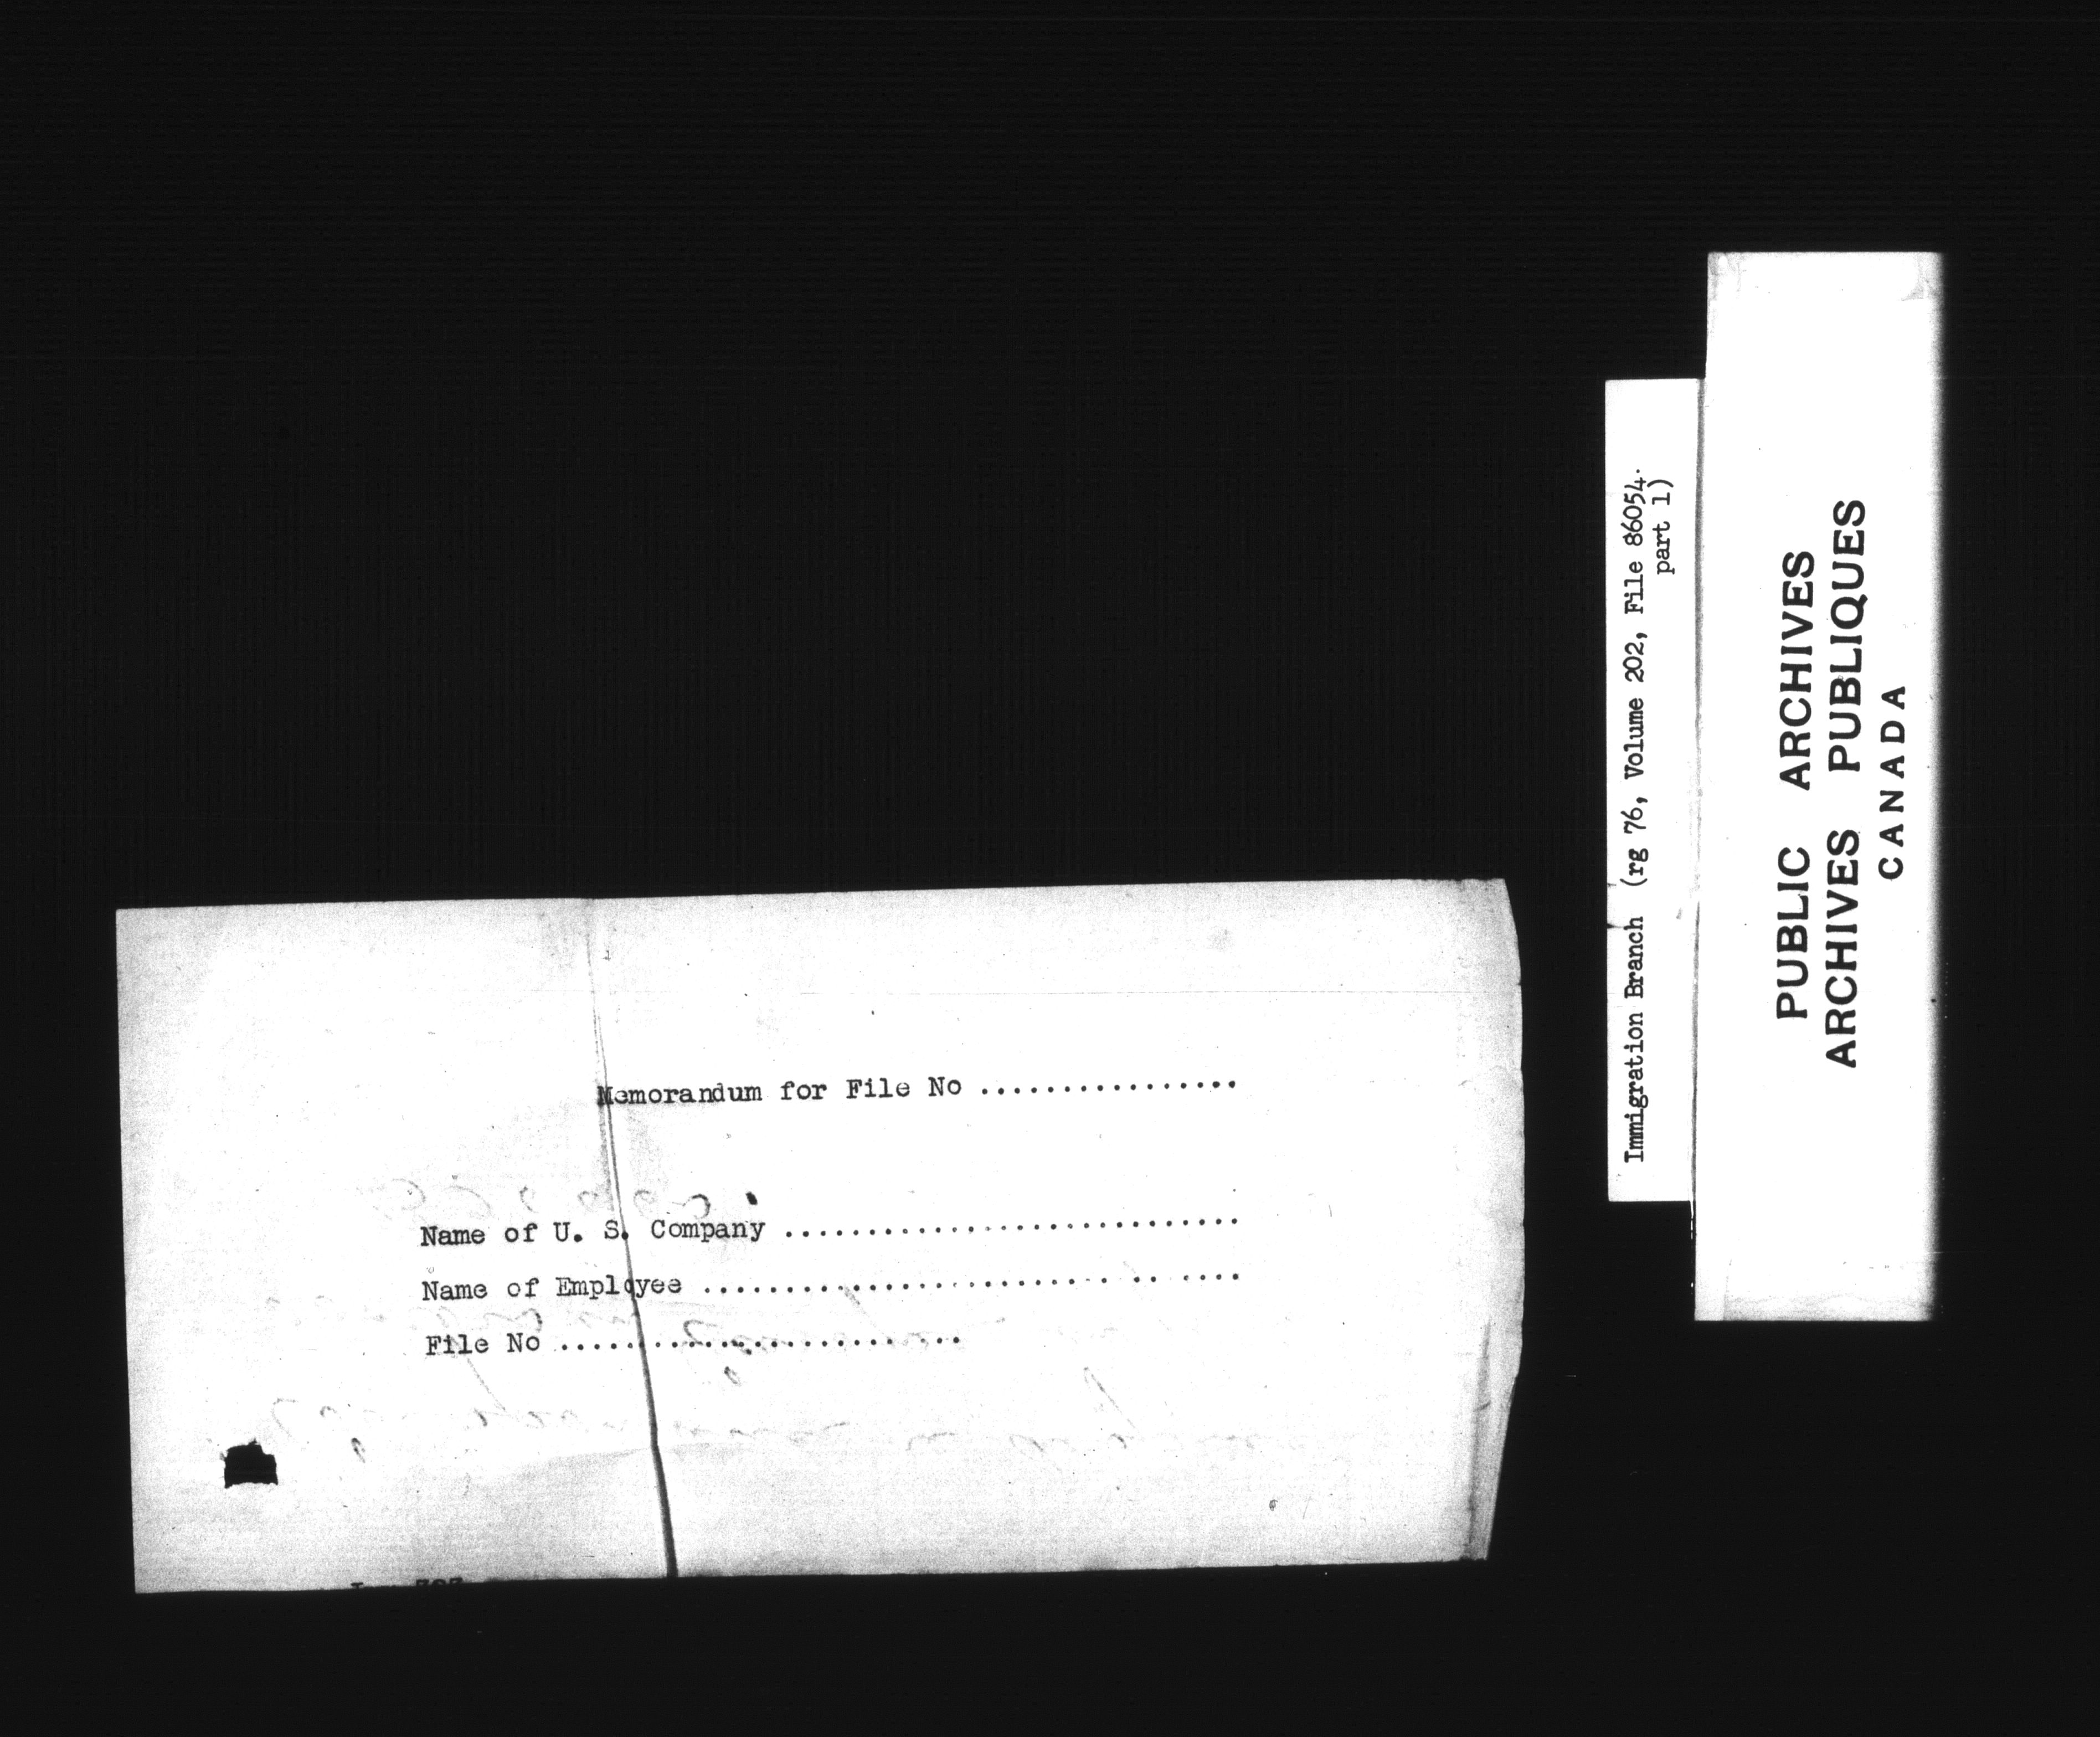 Memorandum for File No ................
Name of U. S. Company ............................
Name of Employee .................................
File No .........................
Immigration Branch (rg 76, Volume 202, File 86054.
part 1)
PUBLIC ARCHIVES
ARCHIVES PUBLIQUES
CANADA